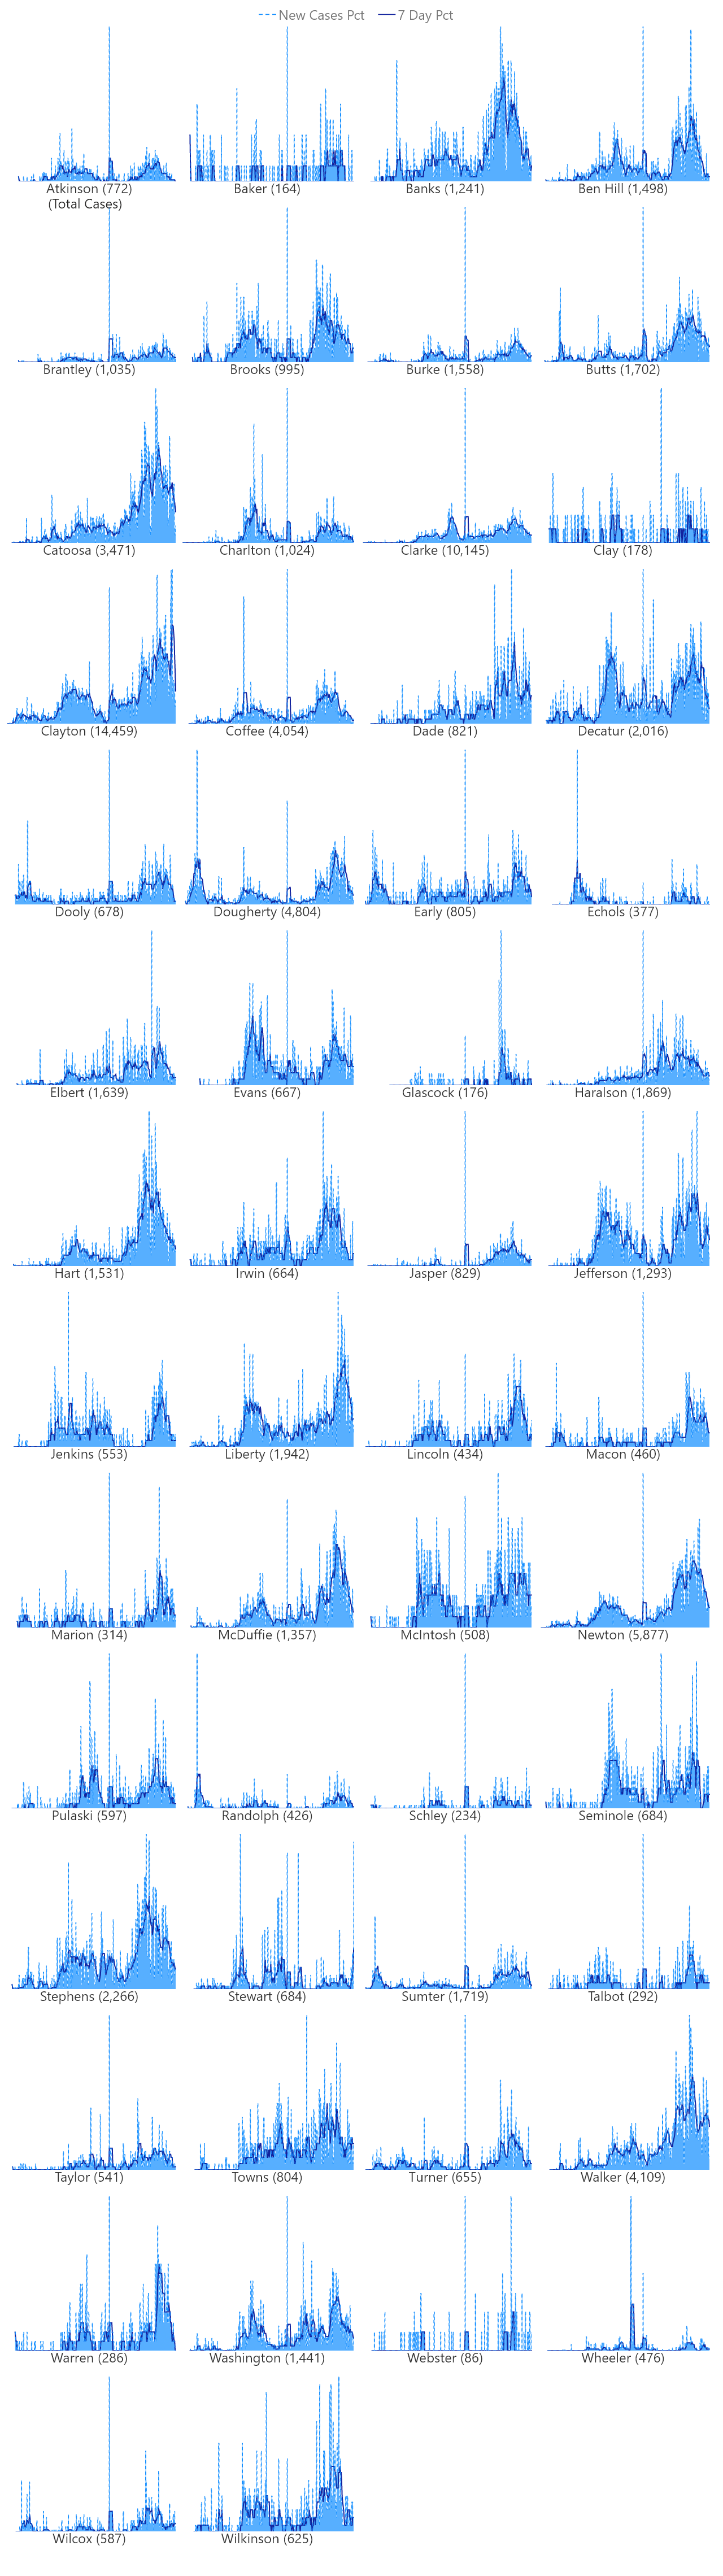 New Cases Pct 7 Day Pct
Atkinson (772) Baker (164) Banks (1,241) Ben Hill (1,498)
(Total Cases)
Brantley (1,035) Brooks (995) Burke (1,558) Butts (1,702)
Catoosa (3,471) Charlton (1,024) Clarke (10,145) Clay (178)
Clayton (14,459) Coffee (4,054) Dade (821) Decatur (2,016)
Dooly (678) Dougherty (4,804) Early (805) Echols (377)
Elbert (1,639) Evans (667) Glascock (176) Haralson (1,869)
Hart (1,531) Irwin (664) Jasper (829) Jefferson (1,293)
Jenkins (553) Liberty (1,942) Lincoln (434) Macon (460)
Marion (314) McDuffie (1,357) McIntosh (508) Newton (5,877)
Pulaski (597) Randolph (426) Schley (234) Seminole (684)
Stephens (2,266) Stewart (684) Sumter (1,719) Talbot (292)
Taylor (541) Towns (804) Turner (655) Walker (4,109)
Warren (286) Washington (1,441) Webster (86) Wheeler (476)
Wilcox (587) Wilkinson (625)